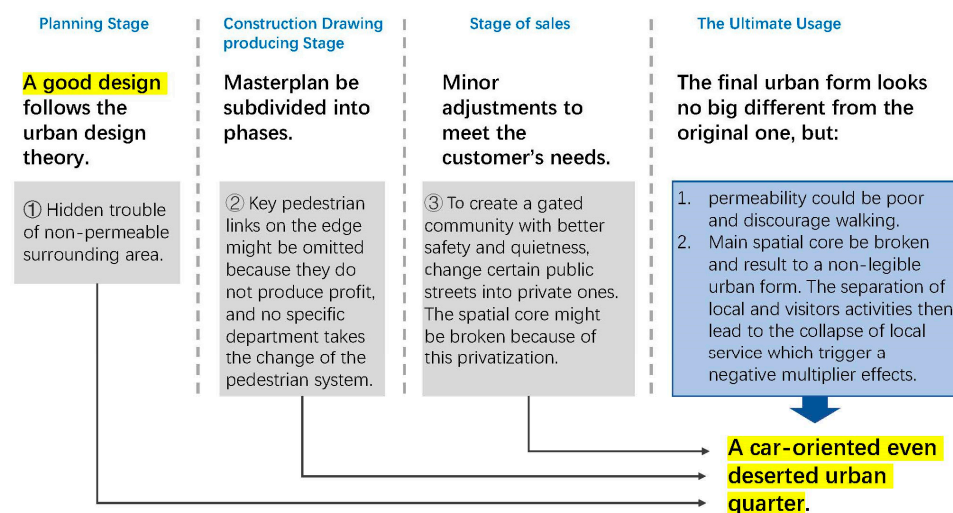 Planning Stage
A good design
follows the
urban design
theory.
① Hidden trouble
of non-permeable
surrounding area.
Construction Drawing
producing Stage
Masterplan be
subdivided into
phases.
② Key pedestrian
links on the edge
might be omitted
because they do
not produce profit,
and no specific
department takes
the change of the
pedestrian system.
Stage of sales
Minor
adjustments to
meet the
customer's needs.
③ To create a gated
community with better
safety and quietness,
change certain public
streets into private ones.
The spatial core might
be broken because of
this privatization.
The Ultimate Usage
The final urban form looks
no big different from the
original one, but:
1. permeability could be poor
and discourage walking.
2. Main spatial core be broken
and result to a non-legible
urban form. The separation of
local and visitors activities then
lead to the collapse of local
service which trigger a
negative multiplier effects.
A car-oriented even
deserted urban
quarter.